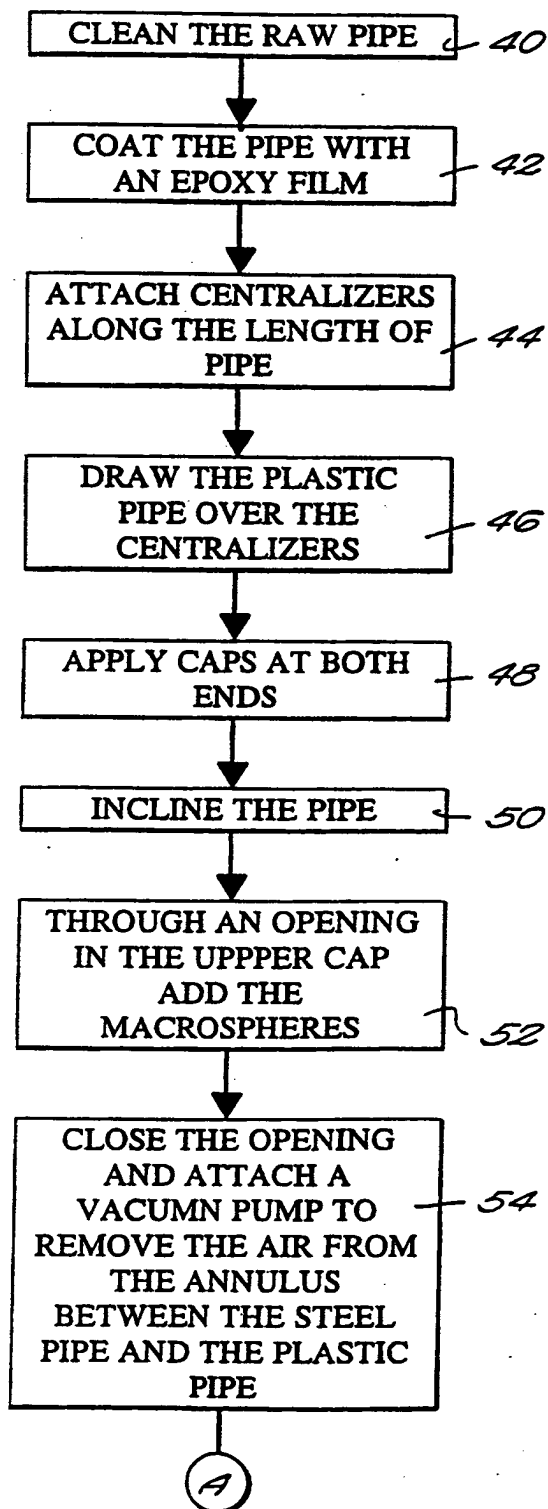 CLEAN THE RAW PIPE
40
COAT THE PIPE WITH
AN EPOXY FILM
42
ATTACH CENTRALIZERS
ALONG THE LENGTH OF
PIPE
44
DRAW THE PLASTIC
PIPE OVER THE
CENTRALIZERS
46
APPLY CAPS AT BOTH
ENDS
48
INCLINE THE PIPE
50
THROUGH AN OPENING
IN THE UPPPER CAP
ADD THE
MACROSPHERES
52
CLOSE THE OPENING
AND ATTACH A
VACUMN PUMP TO
REMOVE THE AIR FROM
THE ANNULUS
BETWEEN THE STEEL
PIPE AND THE PLASTIC
PIPE
54
A